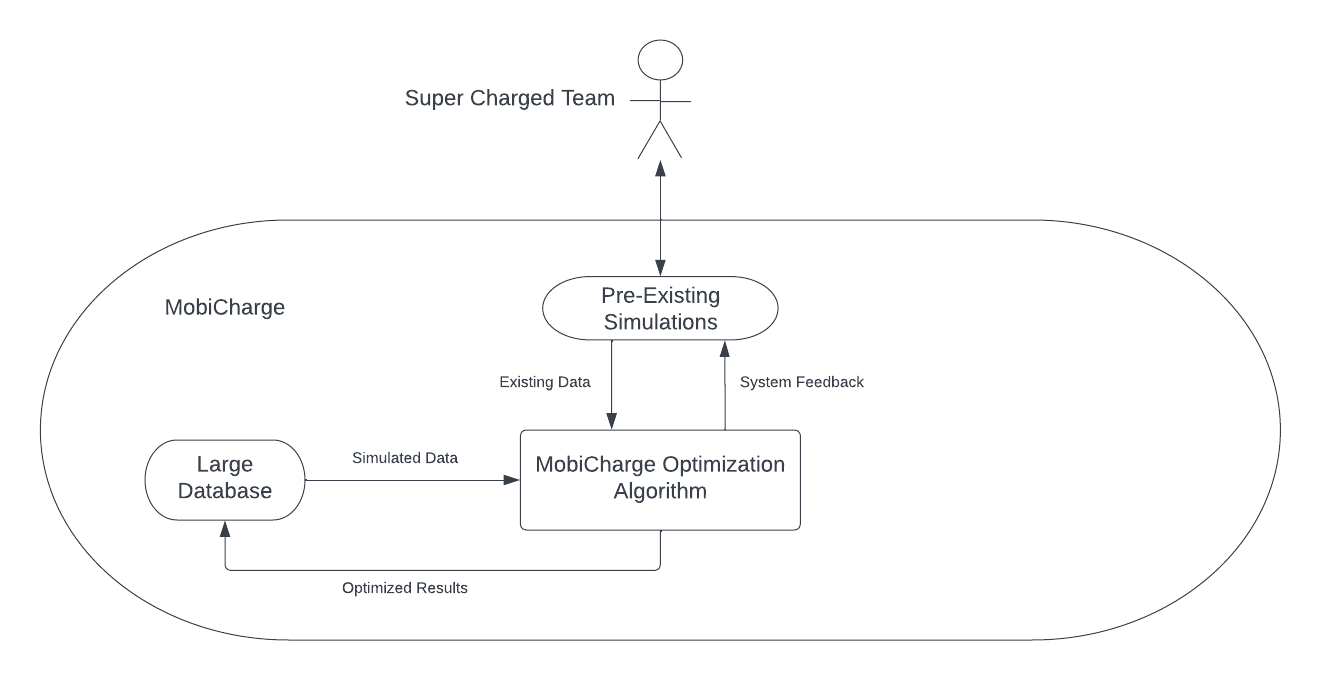 Super Charged Team
MobiCharge
Pre-Existing
Simulations
Existing Data
System Feedback
Large
Database
Simulated Data
MobiCharge Optimization
Algorithm
Optimized Results